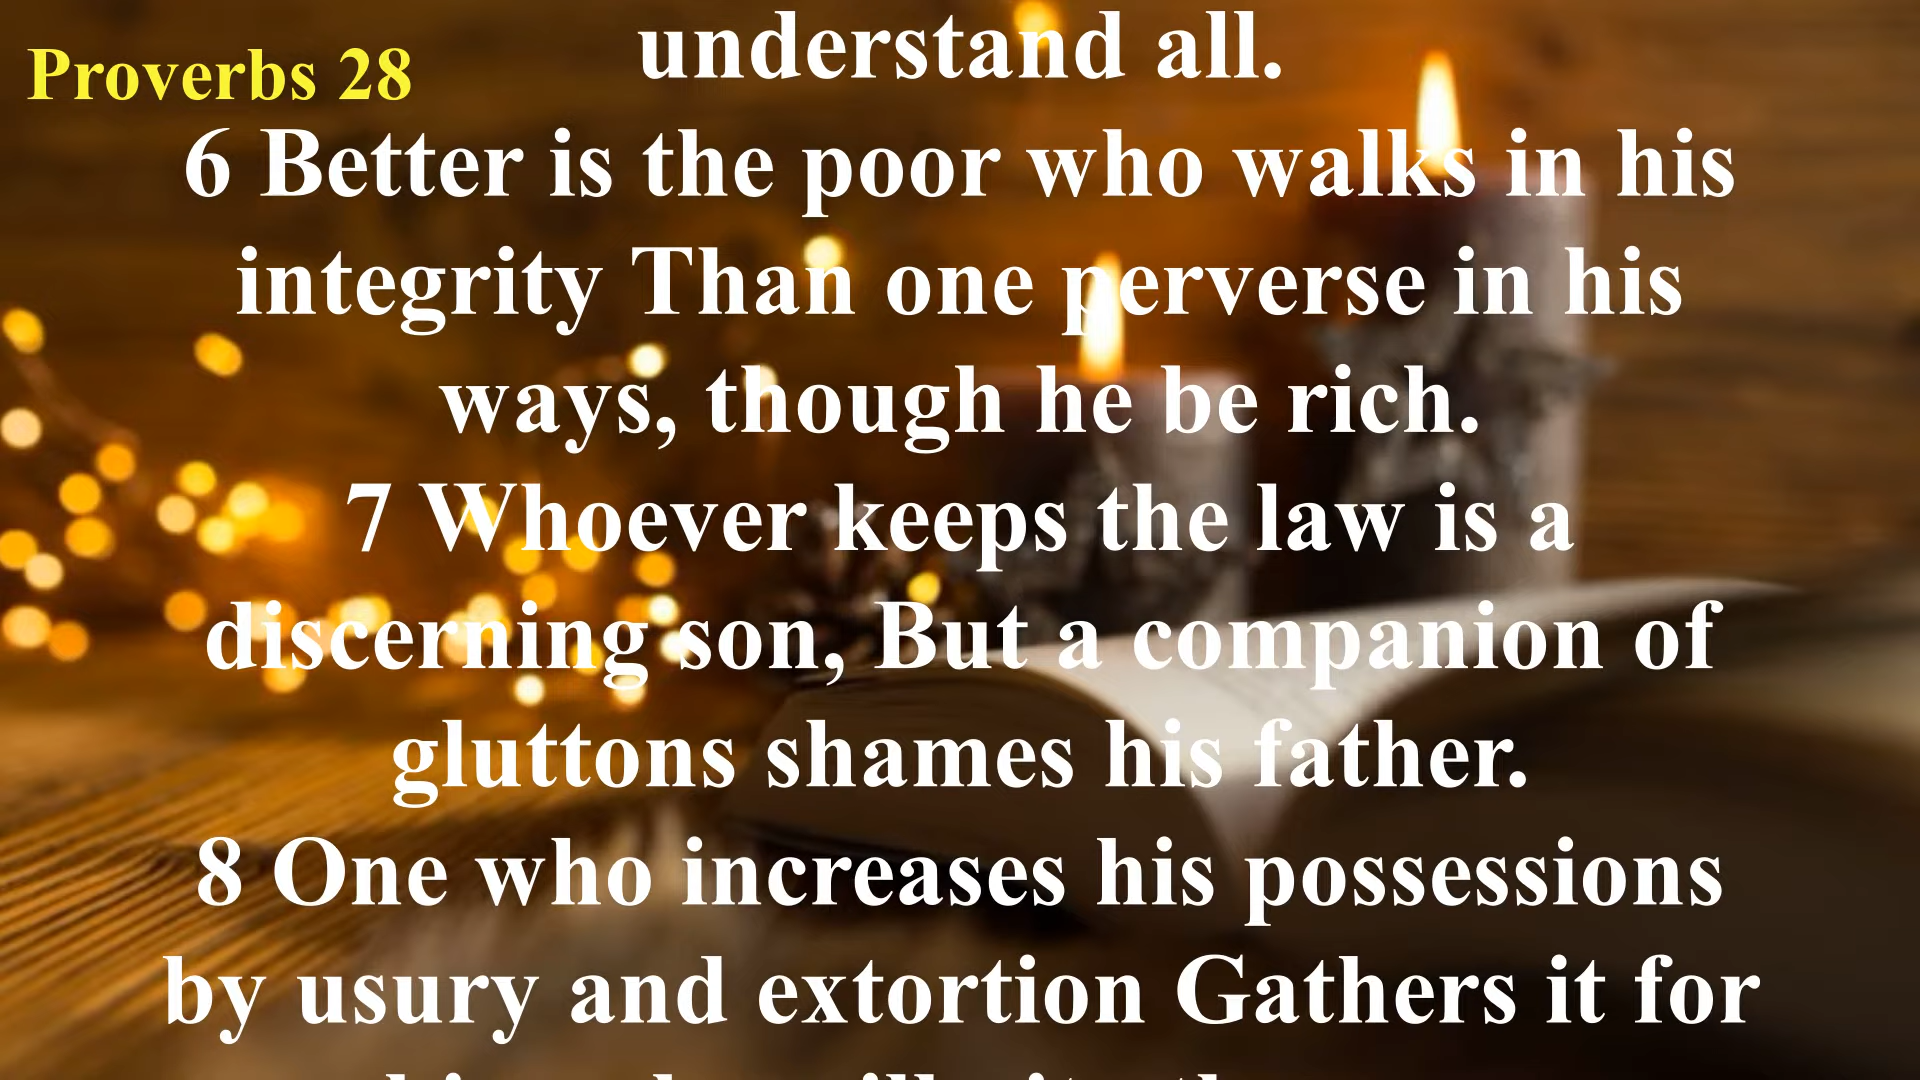 Proverbs 28
understand all.
6 Better is the poor who walks in his
integrity Than one perverse in his
ways, though he be rich.
7 Whoever keeps the law is a
discerning son, But a companion of
gluttons shames his father.
8 One who increases his possessions
by usury and extortion Gathers it for